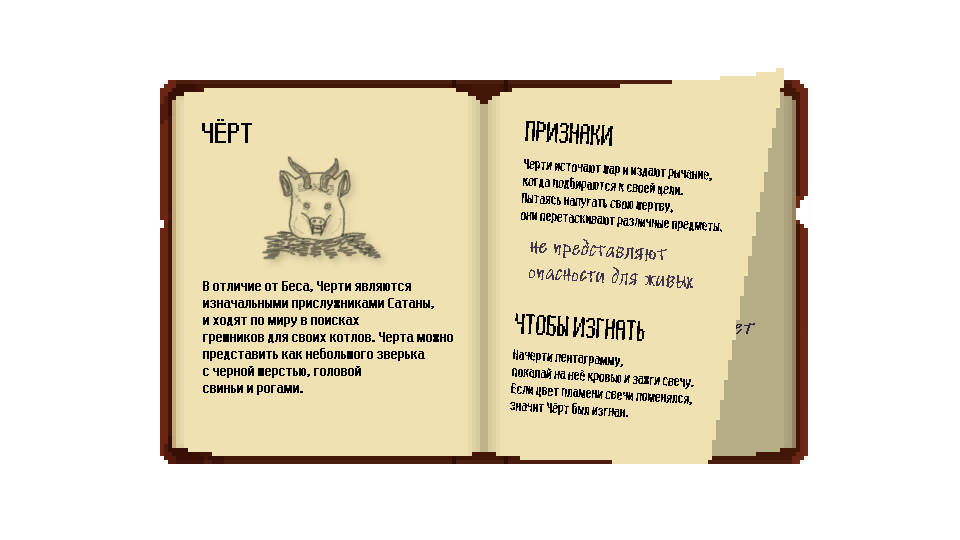 ЧЁРТ
В отличие от Беса, Черти являются
изначальными прислужниками Сатаны,
и ходят по миру в поисках
грешников для своих котлов. Черта можно
представить как небольшого зверька
с черной шерстью, головой
свиньи и рогами.
ПРИЗНАКИ
Черти источают жар и издают рычание,
когда подбираются к своей цели.
Пытаясь напугать свою жертву,
они перетаскивают различные предметы.
не представляют
опасности для живых
ЧТОБЫ ИЗГНАТЬ
Начерти пентаграмму,
покапай на неё кровью и зажги свечу.
Если цвет пламени свечи поменялся,
значит Чёрт был изгнан.